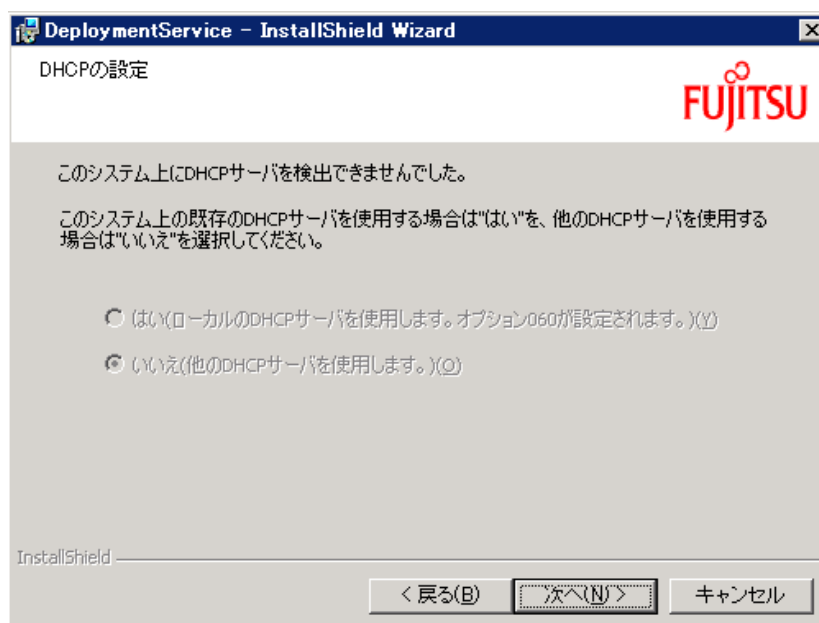 DeploymentService - InstallShield Wizard
DHCPの設定
FUJITSU
このシステム上にDHCPサーバを検出できませんでした。
このシステム上の既存のDHCPサーバを使用する場合は"はい"を、他のDHCPサーバを使用する
場合は"いいえ"を選択してください。
はい(ローカルのDHCPサーバを使用します。オプション060が設定されます。)(Y)
いいえ(他のDHCPサーバを使用します。)(O)
InstallShield
< 戻る(B) 次へ(N) > キャンセル